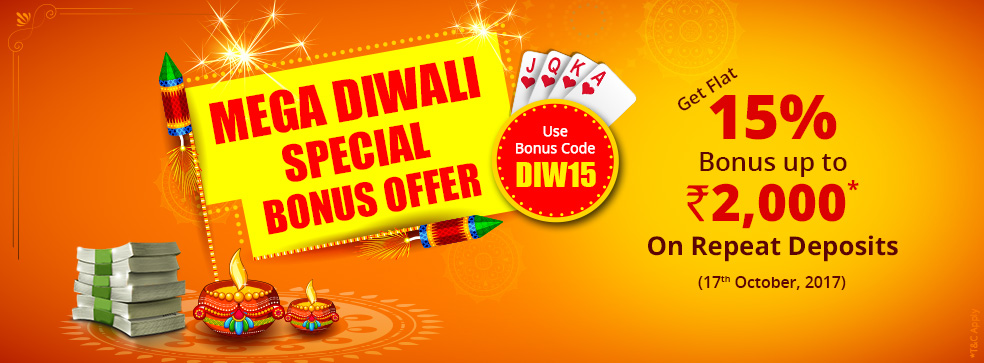 MEGA DIWALI
SPECIAL
BONUS OFFER
J Q K A
Use
Bonus Code
DIW15
Get Flat
15%
Bonus up to
₹2,000*
On Repeat Deposits
(17th October, 2017)
*T&C Apply